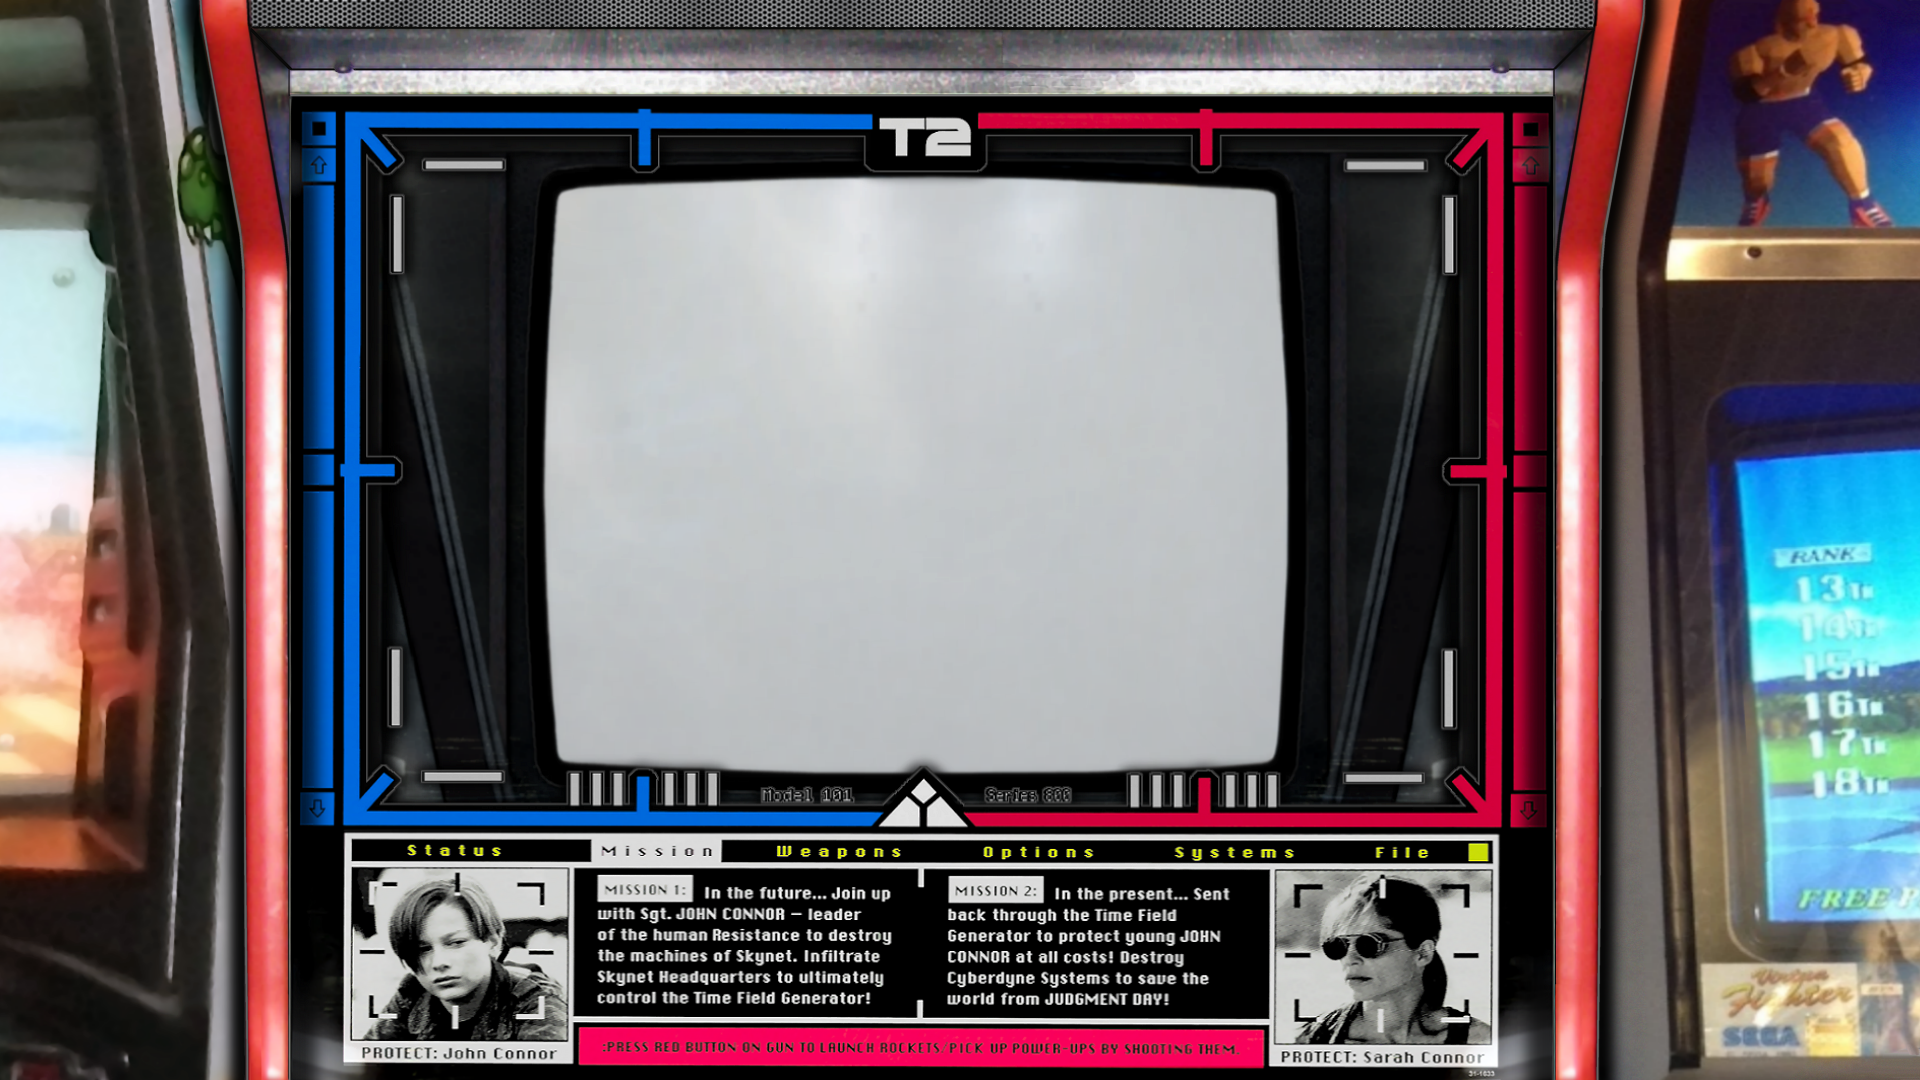 T2
Model 101
Series 800
Status Mission Weapons Options Systems File
MISSION 1: In the future... Join up
with Sgt. JOHN CONNOR – leader
of the human Resistance to destroy
the machines of Skynet. Infiltrate
Skynet Headquarters to ultimately
control the Time Field Generator!
MISSION 2: In the present... Sent
back through the Time Field
Generator to protect young JOHN
CONNOR at all costs! Destroy
Cyberdyne Systems to save the
world from JUDGMENT DAY!
PROTECT: John Connor
:PRESS RED BUTTON ON GUN TO LAUNCH ROCKETS. PICK UP POWER-UPS BY SHOOTING THEM.
PROTECT: Sarah Connor
31-1633
RANK
13TH
14TH
15TH
16TH
17TH
18TH
FREE P
Virtua
Fighter
SEGA